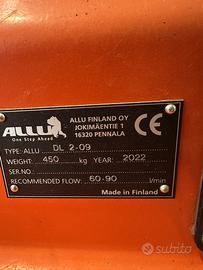 ALLU
One Step Ahead
ALLU FINLAND OY
JOKIMÄENTIE 1
16320 PENNALA
CE
TYPE: ALLU DL 2-09
WEIGHT: 450 kg YEAR: 2022
SER.NO.:
RECOMMENDED FLOW: 60-90 l/min
Made in Finland
subito